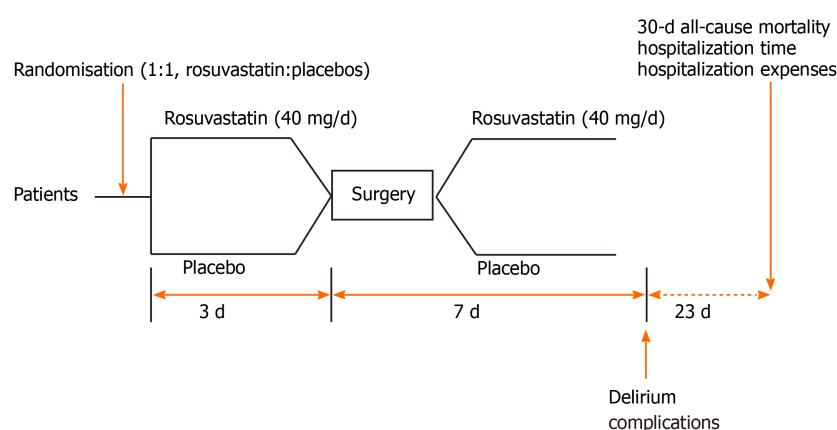 30-d all-cause mortality
hospitalization time
hospitalization expenses
Randomisation (1:1, rosuvastatin:placebos)
Rosuvastatin (40 mg/d)
Rosuvastatin (40 mg/d)
Patients
Surgery
Placebo
Placebo
3 d
7 d
23 d
Delirium
complications